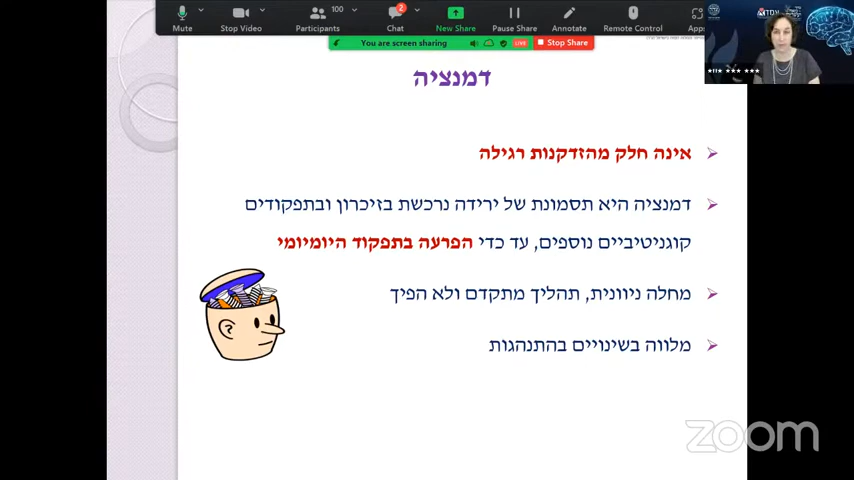 Mute
Stop Video
Participants
100
Chat
2
New Share
Pause Share
Annotate
Remote Control
You are screen sharing
LIVE
Stop Share
דמנציה
אינה חלק מהזדקנות רגילה
דמנציה היא תסמונת של ירידה נרכשת בזיכרון ובתפקודים
קוגניטיביים נוספים, עד כדי הפרעה בתפקוד היומיומי
מחלה ניוונית, תהליך מתקדם ולא הפיך
מלווה בשינויים בהתנהגות
zoom